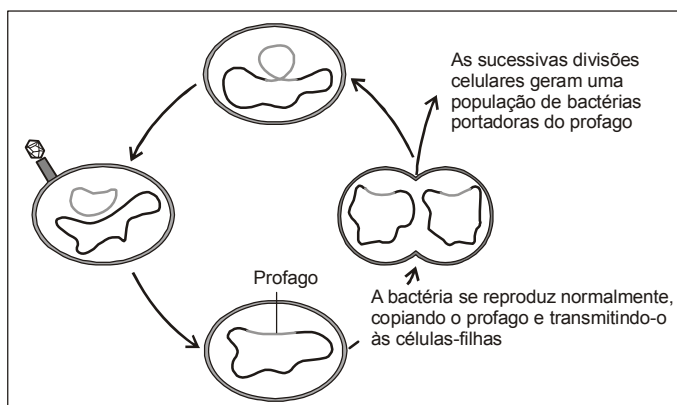 As sucessivas divisões
celulares geram uma
população de bactérias
portadoras do profago
Profago
A bactéria se reproduz normalmente,
copiando o profago e transmitindo-o
às células-filhas